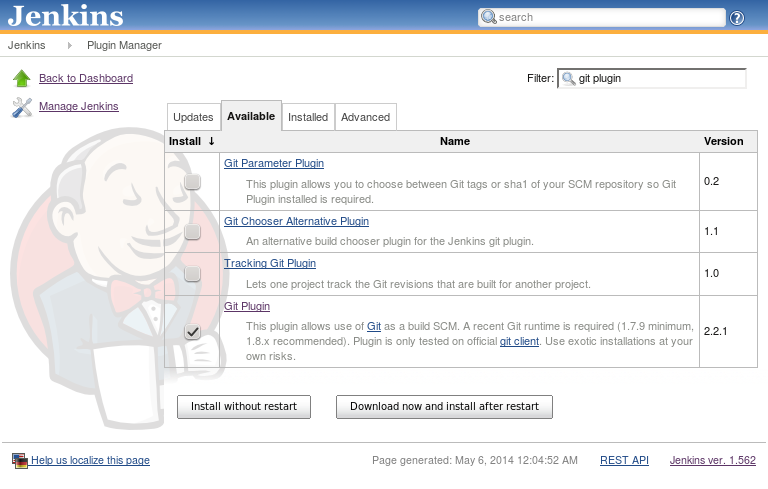 Jenkins
search
?
Jenkins
Plugin Manager
Back to Dashboard
Manage Jenkins
Filter: git plugin
Updates Available Installed Advanced
Install ↓ Name Version
Git Parameter Plugin
This plugin allows you to choose between Git tags or sha1 of your SCM repository so Git
Plugin installed is required.
0.2
Git Chooser Alternative Plugin
An alternative build chooser plugin for the Jenkins git plugin.
1.1
Tracking Git Plugin
Lets one project track the Git revisions that are built for another project.
1.0
Git Plugin
This plugin allows use of Git as a build SCM. A recent Git runtime is required (1.7.9 minimum,
1.8.x recommended). Plugin is only tested on official git client. Use exotic installations at your
own risks.
2.2.1
Install without restart
Download now and install after restart
Help us localize this page
Page generated: May 6, 2014 12:04:52 AM
REST API
Jenkins ver. 1.562